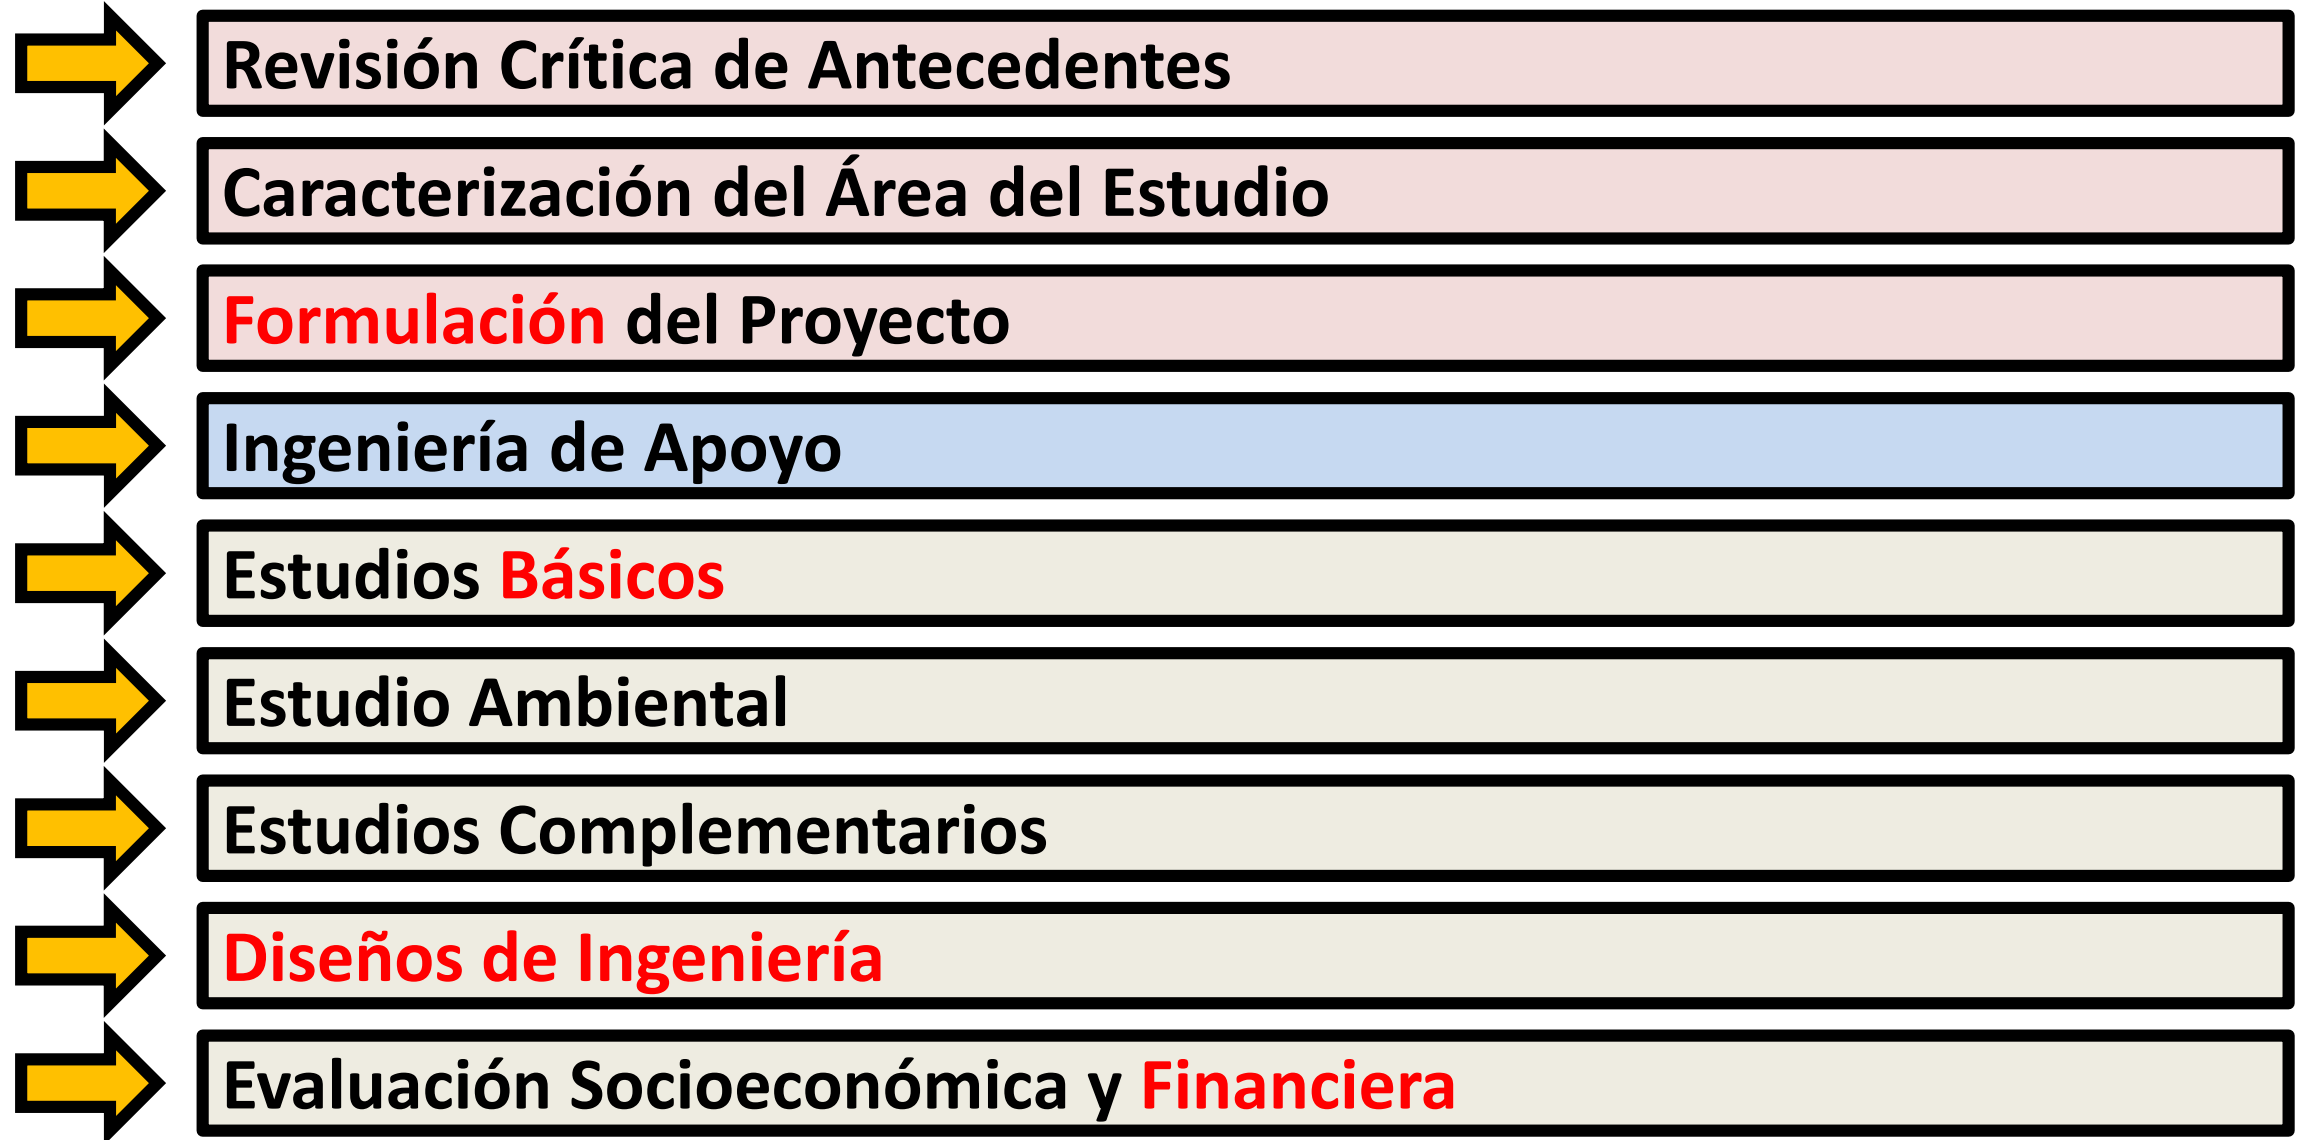 Revisión Crítica de Antecedentes
Caracterización del Área del Estudio
Formulación del Proyecto
Ingeniería de Apoyo
Estudios Básicos
Estudio Ambiental
Estudios Complementarios
Diseños de Ingeniería
Evaluación Socioeconómica y Financiera